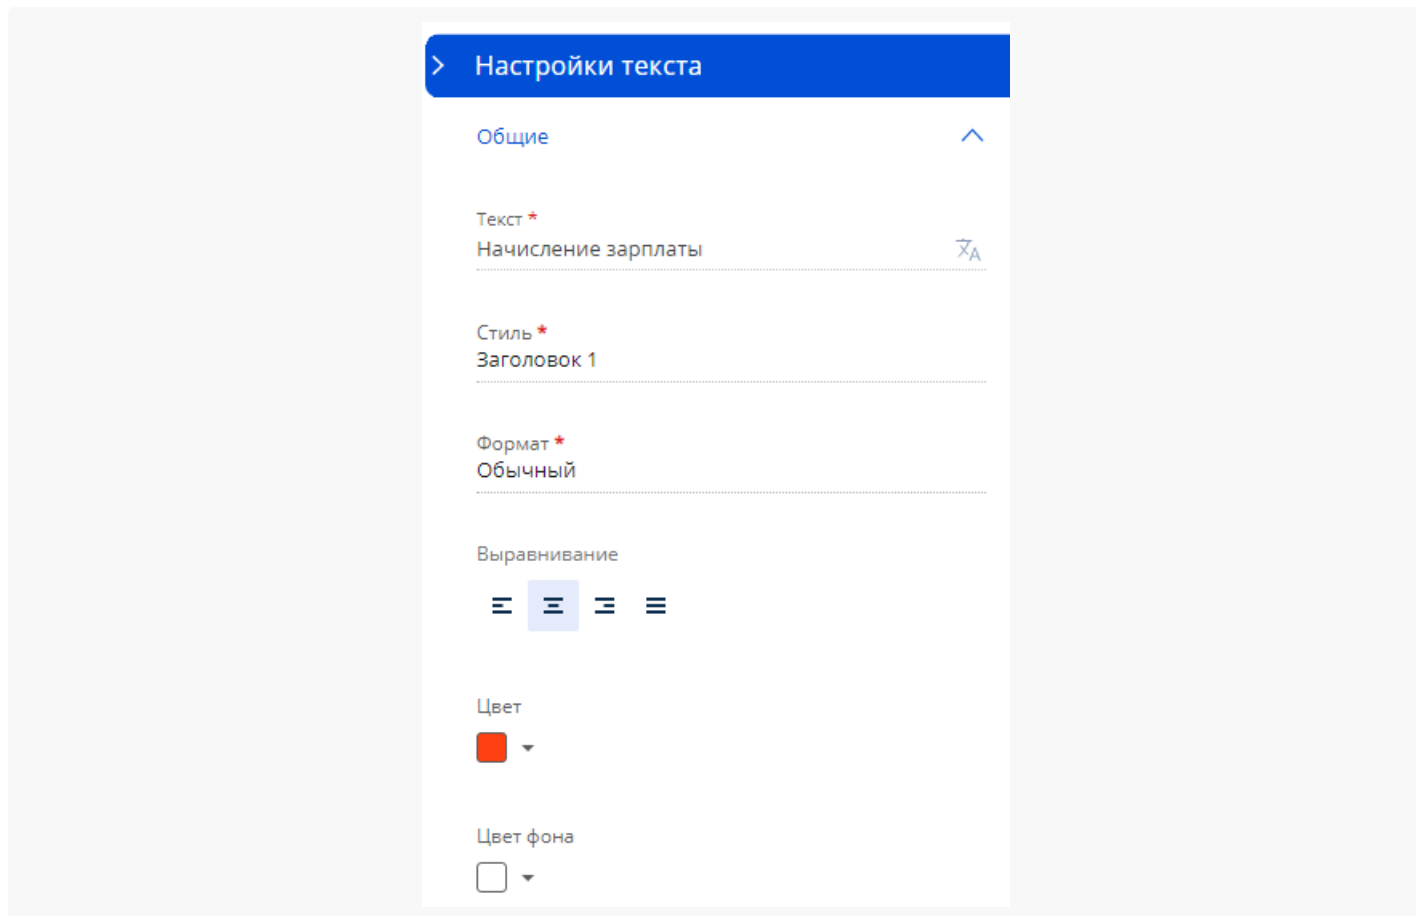 Настройки текста
Общие
Текст *
Начисление зарплаты
Стиль *
Заголовок 1
Формат *
Обычный
Выравнивание
Цвет
Цвет фона